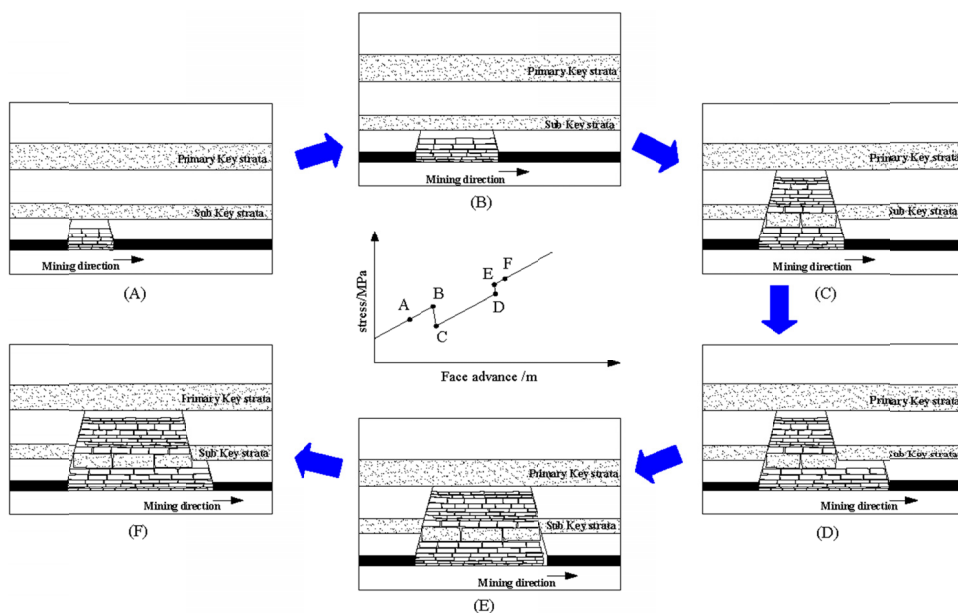 Primary Key strata
Sub Key strata
Mining direction
(A)
Primary Key strata
Sub Key strata
Mining direction
(B)
Primary Key strata
Sub Key strata
Mining direction
(C)
stress/MPa
A
B
C
D
E
F
Face advance /m
Primary Key strata
Sub Key strata
Mining direction
(F)
Primary Key strata
Sub Key strata
Mining direction
(E)
Primary Key strata
Sub Key strata
Mining direction
(D)